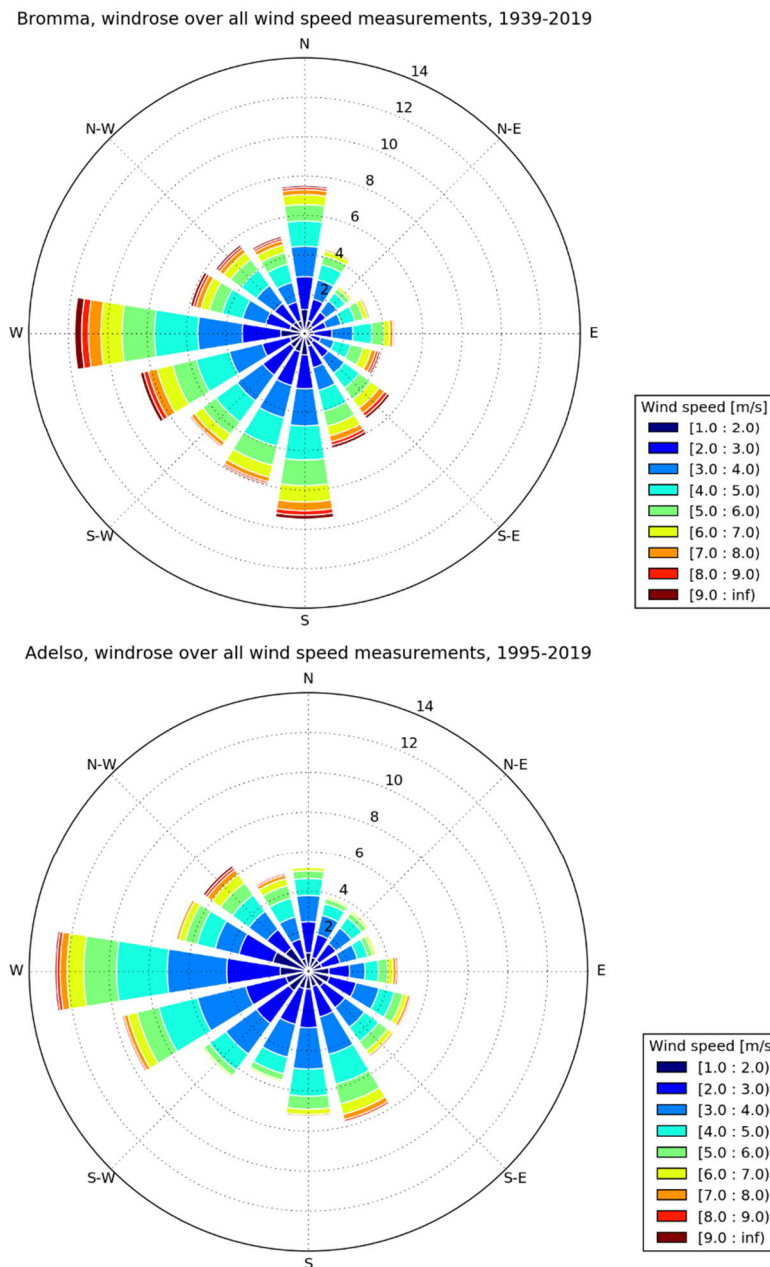 Bromma, windrose over all wind speed measurements, 1939-2019
N
14
12
N-W
N-E
10
8
6
4
2
W
E
Wind speed [m/s]
[1.0 : 2.0)
[2.0 : 3.0)
[3.0 : 4.0)
[4.0 : 5.0)
[5.0 : 6.0)
[6.0 : 7.0)
[7.0 : 8.0)
[8.0 : 9.0)
[9.0 : inf)
S-W
S-E
S
Adelso, windrose over all wind speed measurements, 1995-2019
N
14
12
N-W
N-E
10
8
6
4
2
W
E
Wind speed [m/s
[1.0 : 2.0)
[2.0 : 3.0)
[3.0 : 4.0)
[4.0 : 5.0)
[5.0 : 6.0)
[6.0 : 7.0)
[7.0 : 8.0)
[8.0 : 9.0)
[9.0 : inf)
S-W
S-E
S